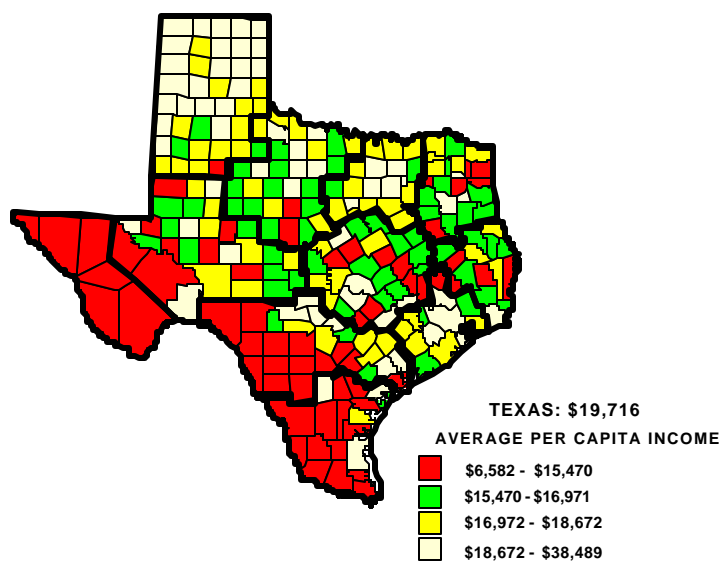 TEXAS: $19,716
AVERAGE PER CAPITA INCOME
$6,582 - $15,470
$15,470 - $16,971
$16,972 - $18,672
$18,672 - $38,489